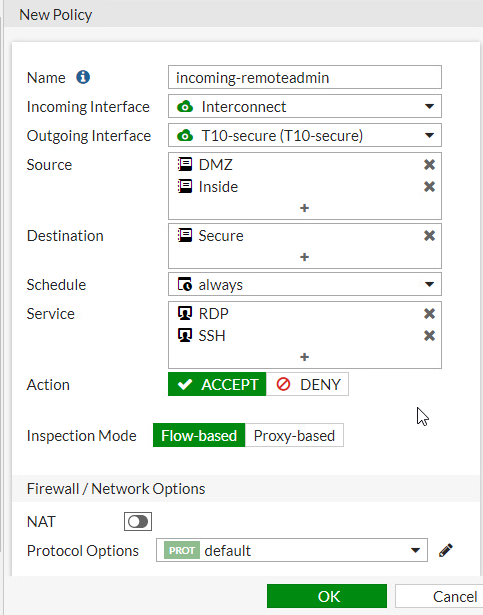 New Policy
Name incoming-remoteadmin
Incoming Interface Interconnect
Outgoing Interface T10-secure (T10-secure)
Source DMZ
Inside
+
Destination Secure
+
Schedule always
Service RDP
SSH
+
Action ACCEPT DENY
Inspection Mode Flow-based Proxy-based
Firewall / Network Options
NAT
Protocol Options PROT default
OK Cancel